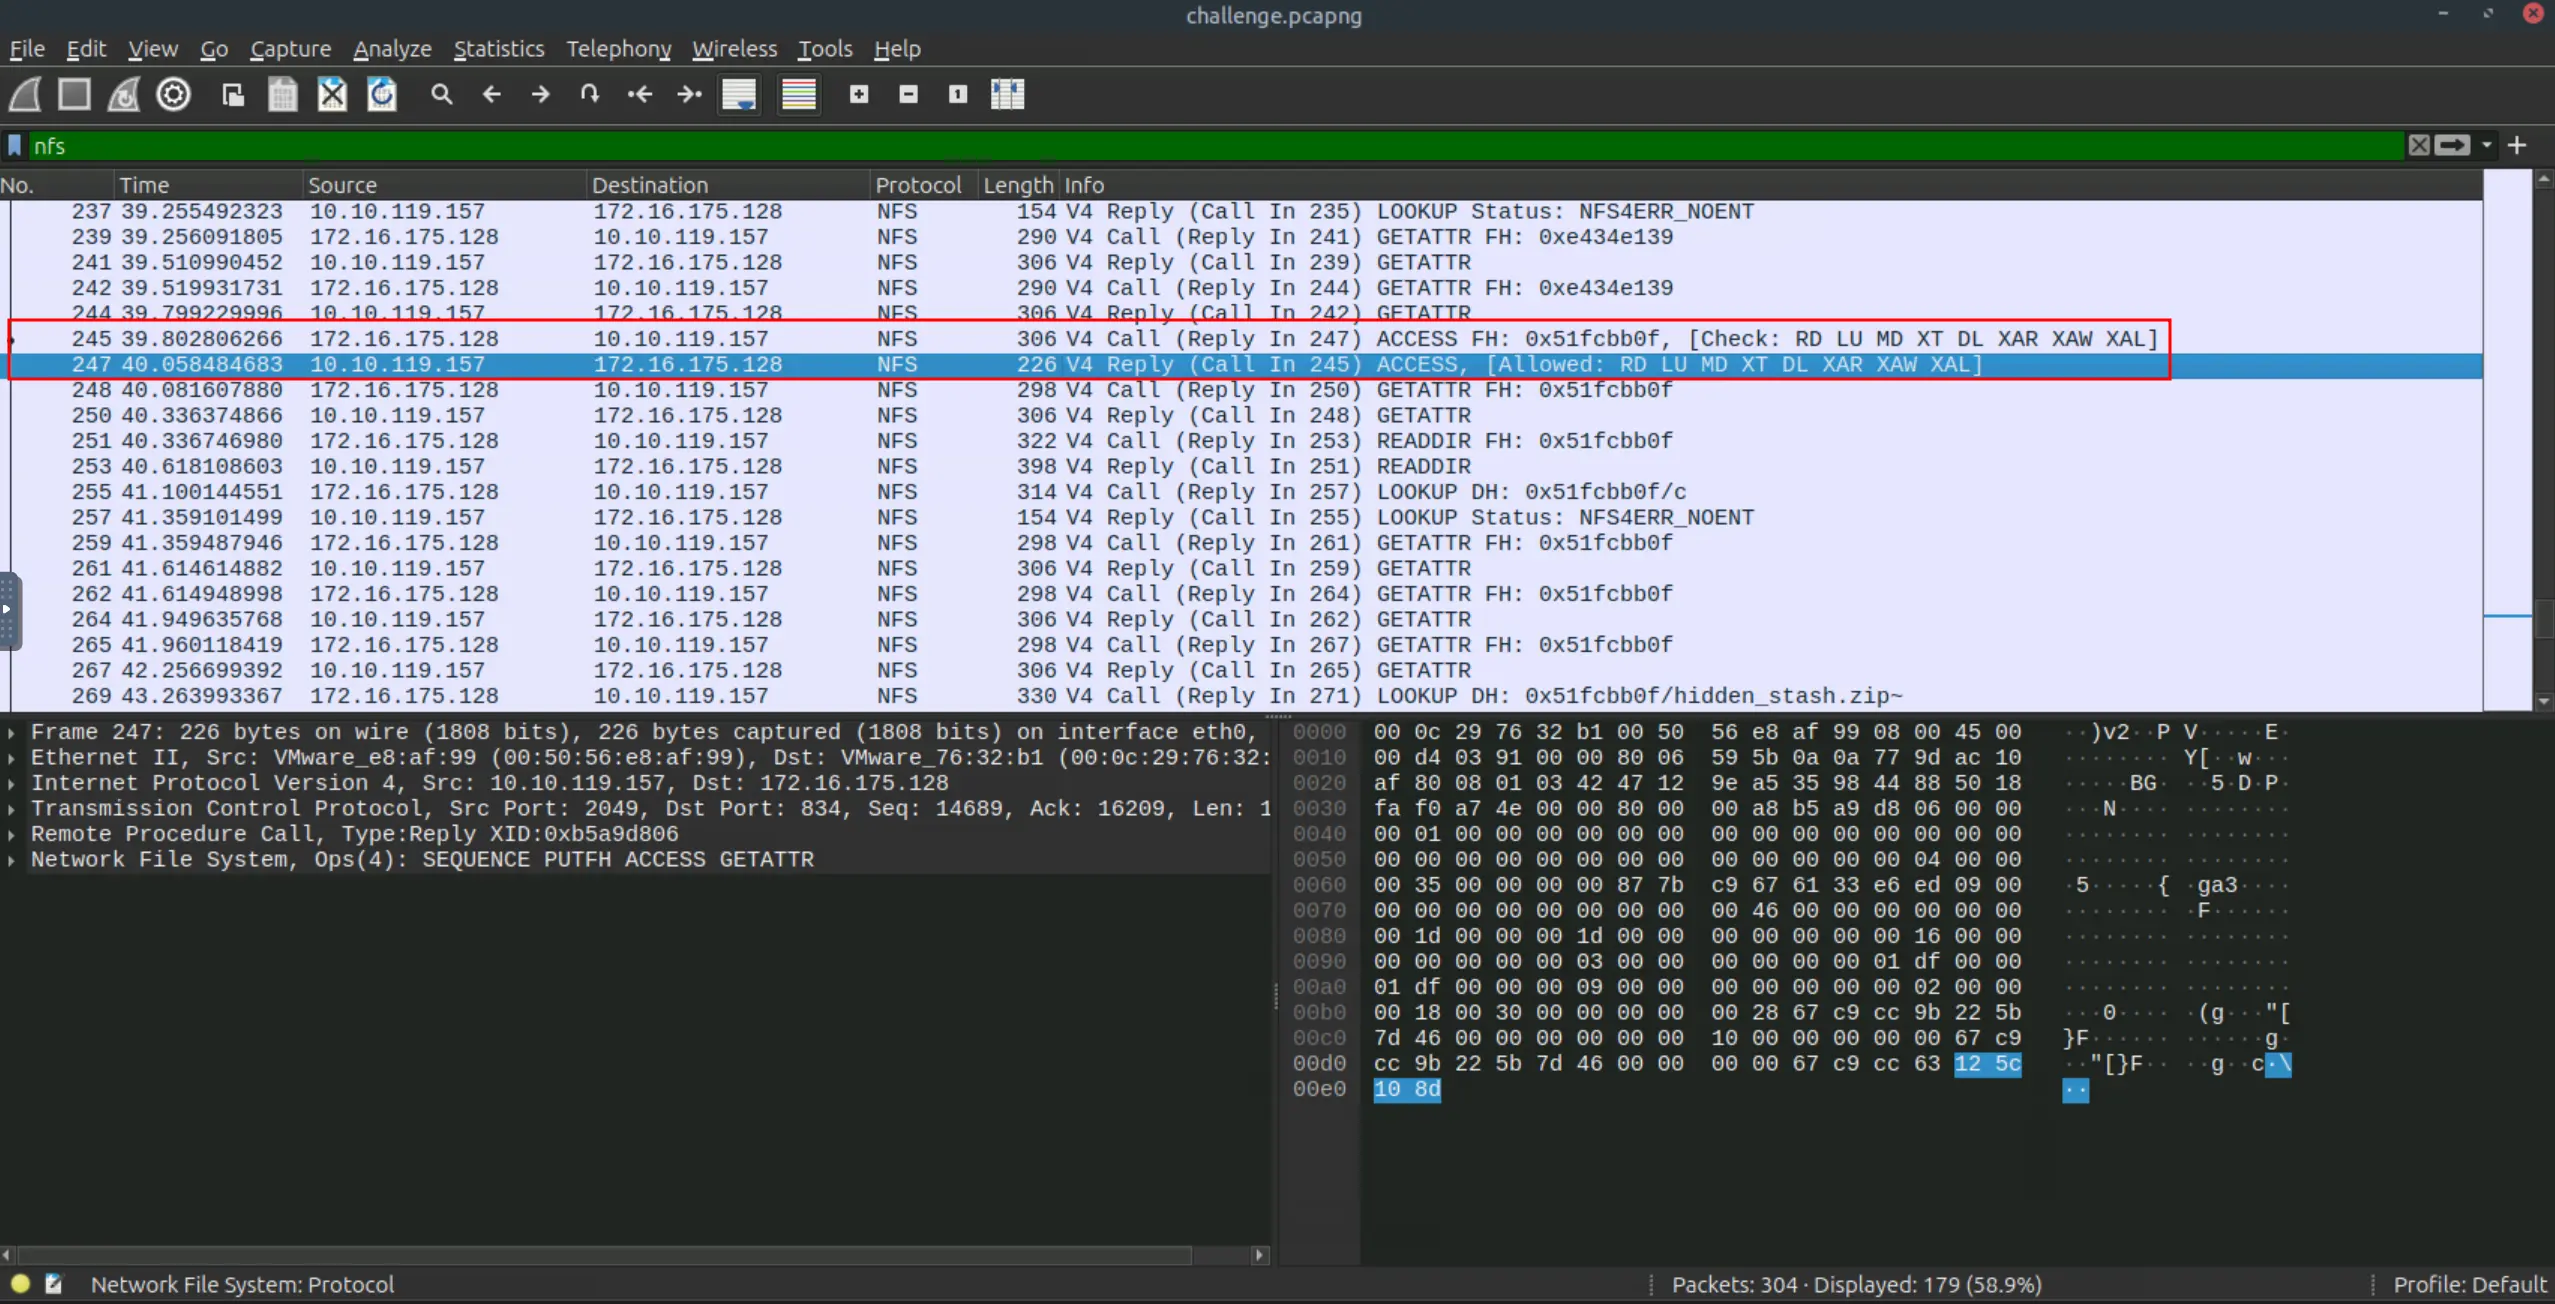 challenge.pcapng
File Edit View Go Capture Analyze Statistics Telephony Wireless Tools Help
nfs
No. Time Source Destination Protocol Length Info
237 39.255492323 10.10.119.157 172.16.175.128 NFS 154 V4 Reply (Call In 235) LOOKUP Status: NFS4ERR_NOENT
239 39.256091805 172.16.175.128 10.10.119.157 NFS 290 V4 Call (Reply In 241) GETATTR FH: 0xe434e139
241 39.510990452 10.10.119.157 172.16.175.128 NFS 306 V4 Reply (Call In 239) GETATTR
242 39.519931731 172.16.175.128 10.10.119.157 NFS 290 V4 Call (Reply In 244) GETATTR FH: 0xe434e139
244 39.799229996 10.10.119.157 172.16.175.128 NFS 306 V4 Reply (Call In 242) GETATTR
245 39.802806266 172.16.175.128 10.10.119.157 NFS 306 V4 Call (Reply In 247) ACCESS FH: 0x51fcbb0f, [Check: RD LU MD XT DL XAR XAW XAL]
247 40.058484683 10.10.119.157 172.16.175.128 NFS 226 V4 Reply (Call In 245) ACCESS, [Allowed: RD LU MD XT DL XAR XAW XAL]
248 40.081607880 172.16.175.128 10.10.119.157 NFS 298 V4 Call (Reply In 250) GETATTR FH: 0x51fcbb0f
250 40.336374866 10.10.119.157 172.16.175.128 NFS 306 V4 Reply (Call In 248) GETATTR
251 40.336746980 172.16.175.128 10.10.119.157 NFS 322 V4 Call (Reply In 253) READDIR FH: 0x51fcbb0f
253 40.618108603 10.10.119.157 172.16.175.128 NFS 398 V4 Reply (Call In 251) READDIR
255 41.100144551 172.16.175.128 10.10.119.157 NFS 314 V4 Call (Reply In 257) LOOKUP DH: 0x51fcbb0f/c
257 41.359101499 10.10.119.157 172.16.175.128 NFS 154 V4 Reply (Call In 255) LOOKUP Status: NFS4ERR_NOENT
259 41.359487946 172.16.175.128 10.10.119.157 NFS 298 V4 Call (Reply In 261) GETATTR FH: 0x51fcbb0f
261 41.614614882 10.10.119.157 172.16.175.128 NFS 306 V4 Reply (Call In 259) GETATTR
262 41.614948998 172.16.175.128 10.10.119.157 NFS 298 V4 Call (Reply In 264) GETATTR FH: 0x51fcbb0f
264 41.949635768 10.10.119.157 172.16.175.128 NFS 306 V4 Reply (Call In 262) GETATTR
265 41.960118419 172.16.175.128 10.10.119.157 NFS 298 V4 Call (Reply In 267) GETATTR FH: 0x51fcbb0f
267 42.256699392 10.10.119.157 172.16.175.128 NFS 306 V4 Reply (Call In 265) GETATTR
269 43.263993367 172.16.175.128 10.10.119.157 NFS 330 V4 Call (Reply In 271) LOOKUP DH: 0x51fcbb0f/hidden_stash.zip~
Frame 247: 226 bytes on wire (1808 bits), 226 bytes captured (1808 bits) on interface eth0,
Ethernet II, Src: VMware_e8:af:99 (00:50:56:e8:af:99), Dst: VMware_76:32:b1 (00:0c:29:76:32:
Internet Protocol Version 4, Src: 10.10.119.157, Dst: 172.16.175.128
Transmission Control Protocol, Src Port: 2049, Dst Port: 834, Seq: 14689, Ack: 16209, Len: 1
Remote Procedure Call, Type:Reply XID:0xb5a9d806
Network File System, Ops(4): SEQUENCE PUTFH ACCESS GETATTR
0000 00 0c 29 76 32 b1 00 50 56 e8 af 99 08 00 45 00 ··)v2··P V·····E·
0010 00 d4 03 91 00 00 80 06 59 5b 0a 0a 77 9d ac 10 ········ Y[··w···
0020 af 80 08 01 03 42 47 12 9e a5 35 98 44 88 50 18 ·····BG· ··5·D·P·
0030 fa f0 a7 4e 00 00 80 00 00 a8 b5 a9 d8 06 00 00 ···N···· ········
0040 00 01 00 00 00 00 00 00 00 00 00 00 00 00 00 00 ········ ········
0050 00 00 00 00 00 00 00 00 00 00 00 00 00 04 00 00 ········ ········
0060 00 35 00 00 00 00 87 7b c9 67 61 33 e6 ed 09 00 ·5·····{ ·ga3····
0070 00 00 00 00 00 00 00 00 00 46 00 00 00 00 00 00 ········ ·F······
0080 00 1d 00 00 00 1d 00 00 00 00 00 00 00 16 00 00 ········ ········
0090 00 00 00 00 00 03 00 00 00 00 00 00 01 df 00 00 ········ ········
00a0 01 df 00 00 00 09 00 00 00 00 00 00 00 02 00 00 ········ ········
00b0 00 18 00 30 00 00 00 00 00 28 67 c9 cc 9b 22 5b ···0···· ·(g···"[
00c0 7d 46 00 00 00 00 00 00 10 00 00 00 00 00 67 c9 }F······ ······g·
00d0 cc 9b 22 5b 7d 46 00 00 00 00 67 c9 cc 63 12 5c ··"[}F·· ··g··c·\
00e0 10 8d ··
Network File System: Protocol
Packets: 304 · Displayed: 179 (58.9%)
Profile: Default